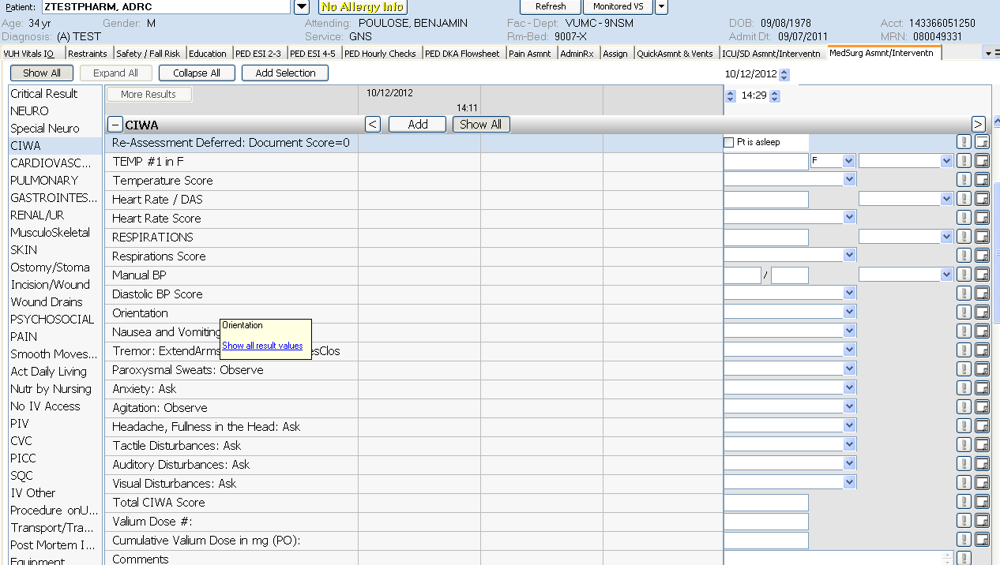 Patient: ZTESTPHARM, ADRC No Allergy Info Refresh Monitored VS
Age: 34 yr Gender: M Attending: POULOSE, BENJAMIN Fac - Dept: VUMC - 9NSM DOB: 09/08/1978 Acct: 143366051250
Diagnosis: (A) TEST Service: GNS Rm-Bed: 9007-X Admit Dt: 09/07/2011 MRN: 080049331
VUH Vitals IO Restraints Safety / Fall Risk Education PED ESI 2-3 PED ESI 4-5 PED Hourly Checks PED DKA Flowsheet Pain Asmnt AdminRx Assign QuickAsmnt & Vents ICU/SD Asmnt/Interventn MedSurg Asmnt/Interventn
Show All Expand All Collapse All Add Selection 10/12/2012
More Results 10/12/2012 14:29
14:11
Critical Result
NEURO
Special Neuro
CIWA
CARDIOVASC...
PULMONARY
GASTROINTES...
RENAL/UR
MusculoSkeletal
SKIN
Ostomy/Stoma
Incision/Wound
Wound Drains
PSYCHOSOCIAL
PAIN
Smooth Moves...
Act Daily Living
Nutr by Nursing
No IV Access
PIV
CVC
PICC
SQC
IV Other
Procedure onU...
Transport/Tra...
Post Mortem I...
Equipment
− CIWA < Add Show All >
Re-Assessment Deferred: Document Score=0 Pt is asleep
TEMP #1 in F F
Temperature Score
Heart Rate / DAS
Heart Rate Score
RESPIRATIONS
Respirations Score
Manual BP /
Diastolic BP Score
Orientation
Orientation
Show all result values
Nausea and Vomiting
Tremor: ExtendArms esClos
Paroxysmal Sweats: Observe
Anxiety: Ask
Agitation: Observe
Headache, Fullness in the Head: Ask
Tactile Disturbances: Ask
Auditory Disturbances: Ask
Visual Disturbances: Ask
Total CIWA Score
Valium Dose #:
Cumulative Valium Dose in mg (PO):
Comments